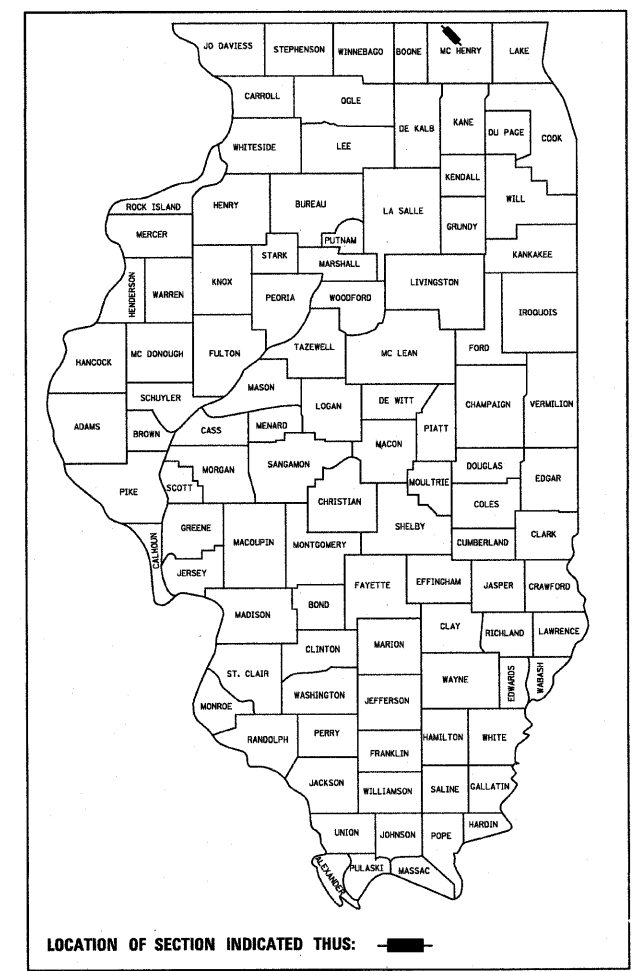 JO DAVIESS
STEPHENSON
WINNEBAGO
BOONE
MC HENRY
LAKE
CARROLL
OGLE
DE KALB
KANE
DU PAGE
COOK
WHITESIDE
LEE
KENDALL
WILL
ROCK ISLAND
HENRY
BUREAU
LA SALLE
GRUNDY
MERCER
PUTNAM
STARK
MARSHALL
KANKAKEE
HENDERSON
WARREN
KNOX
PEORIA
WOODFORD
LIVINGSTON
IROQUOIS
HANCOCK
MC DONOUGH
FULTON
TAZEWELL
MC LEAN
FORD
MASON
SCHUYLER
LOGAN
DE WITT
CHAMPAIGN
VERMILION
ADAMS
BROWN
CASS
MENARD
MACON
PIATT
PIKE
SCOTT
MORGAN
SANGAMON
CHRISTIAN
MOULTRIE
DOUGLAS
EDGAR
COLES
GREENE
MACOUPIN
MONTGOMERY
SHELBY
CUMBERLAND
CLARK
CALHOUN
JERSEY
FAYETTE
EFFINGHAM
JASPER
CRAWFORD
MADISON
BOND
CLAY
RICHLAND
LAWRENCE
CLINTON
MARION
ST. CLAIR
WASHINGTON
WAYNE
EDWARDS
WABASH
JEFFERSON
MONROE
RANDOLPH
PERRY
HAMILTON
WHITE
FRANKLIN
JACKSON
WILLIAMSON
SALINE
GALLATIN
UNION
JOHNSON
POPE
HARDIN
ALEXANDER
PULASKI
MASSAC
LOCATION OF SECTION INDICATED THUS: